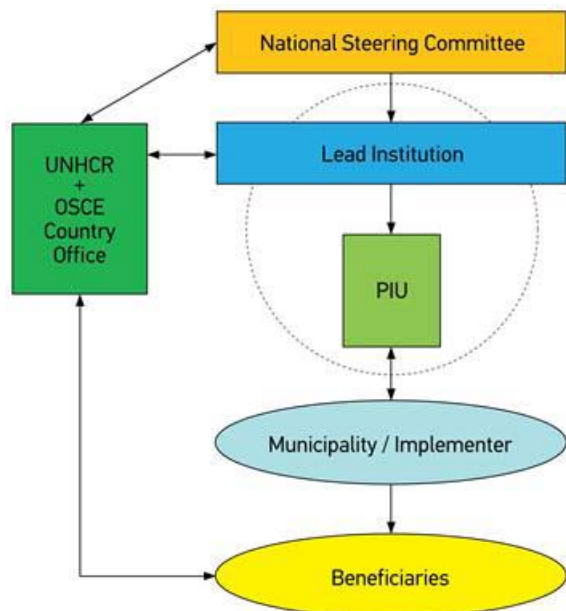 National Steering Committee
Lead Institution
UNHCR
+
OSCE
Country
Office
PIU
Municipality / Implementer
Beneficiaries